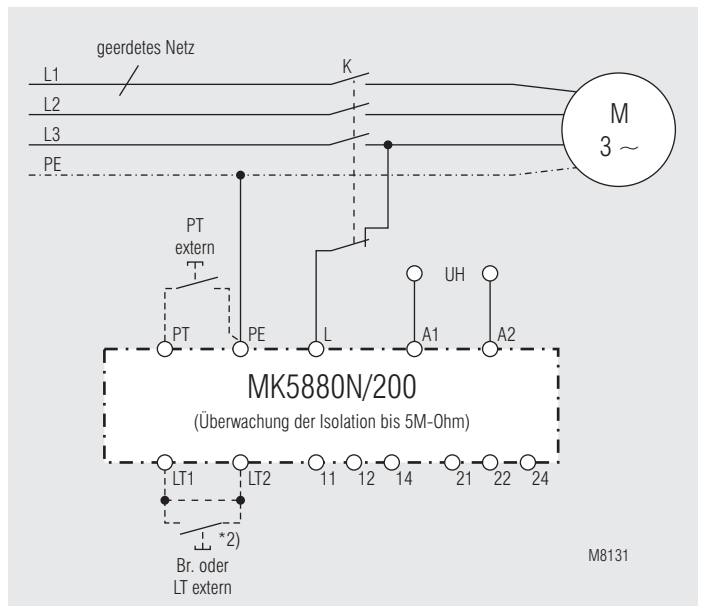 geerdetes Netz
L1
K
L2
M
3 ~
L3
PE
PT
extern
UH
PT
PE
L
A1
A2
MK5880N/200
(Überwachung der Isolation bis 5M-Ohm)
LT1
LT2
11
12
14
21
22
24
*2)
Br. oder
LT extern
M8131